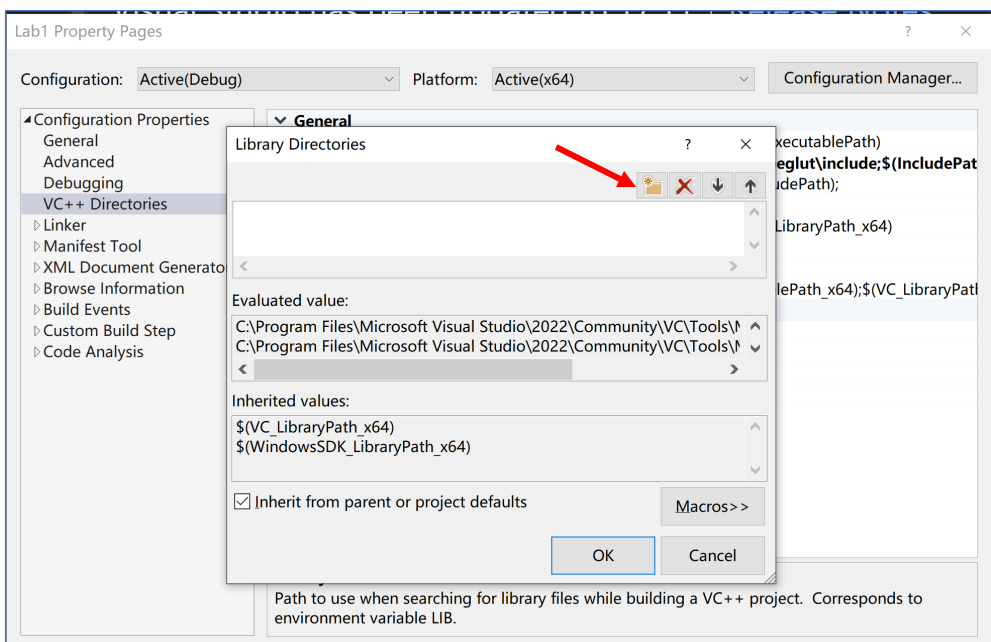 Lab1 Property Pages
?
Configuration: Active(Debug) Platform: Active(x64) Configuration Manager...
Configuration Properties
General
Advanced
Debugging
VC++ Directories
Linker
Manifest Tool
XML Document Generato
Browse Information
Build Events
Custom Build Step
Code Analysis
General
xecutablePath)
eglut\include;$(IncludePat
udePath);
LibraryPath_x64)
lePath_x64);$(VC_LibraryPatl
Library Directories
?
Evaluated value:
C:\Program Files\Microsoft Visual Studio\2022\Community\VC\Tools\
C:\Program Files\Microsoft Visual Studio\2022\Community\VC\Tools\
Inherited values:
$(VC_LibraryPath_x64)
$(WindowsSDK_LibraryPath_x64)
Inherit from parent or project defaults
Macros>>
OK Cancel
Path to use when searching for library files while building a VC++ project. Corresponds to
environment variable LIB.